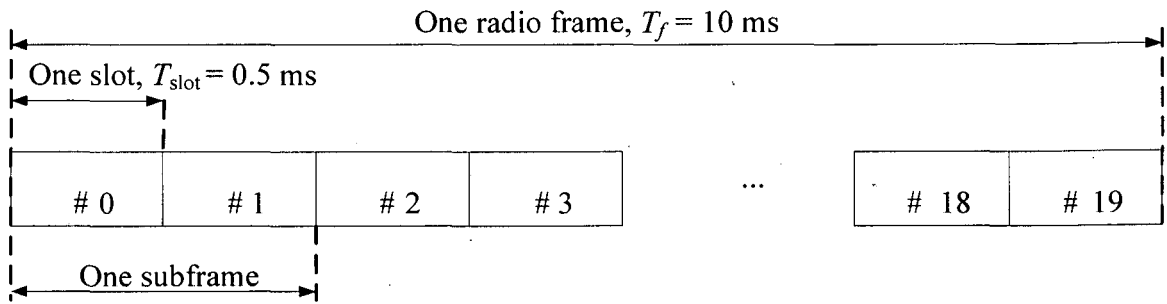 One radio frame, T_f = 10 ms
One slot, T_slot = 0.5 ms
# 0 # 1 # 2 # 3 ... # 18 # 19
One subframe